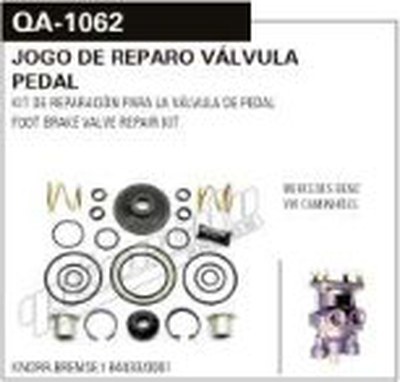 QA-1062
JOGO DE REPARO VÁLVULA
PEDAL
KIT DE REPARACIÓN PARA LA VÁLVULA DE PEDAL
FOOT BRAKE VALVE REPAIR KIT
MERCEDES BENZ
VW CAMINHÕES
KNORR-BREMSE: